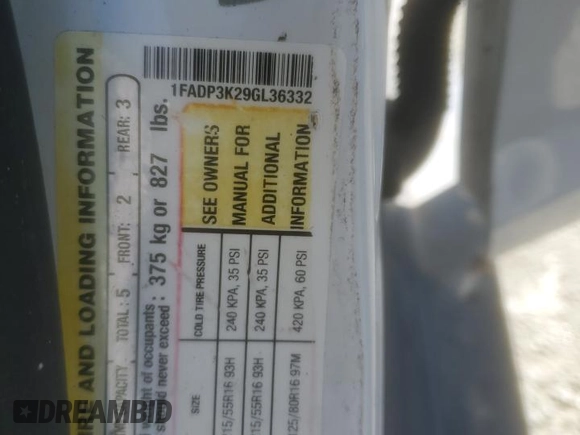 1FADP3K29GL36332
AND LOADING INFORMATION
TOTAL: 5 FRONT: 2 REAR: 3
of occupants
never exceed : 375 kg or 827 lbs.
SIZE COLD TIRE PRESSURE SEE OWNERS
15/55R16 93H 240 KPA, 35 PSI MANUAL FOR
15/55R16 93H 240 KPA, 35 PSI ADDITIONAL
25/80R16 97M 420 KPA, 60 PSI INFORMATION
DREAMBID